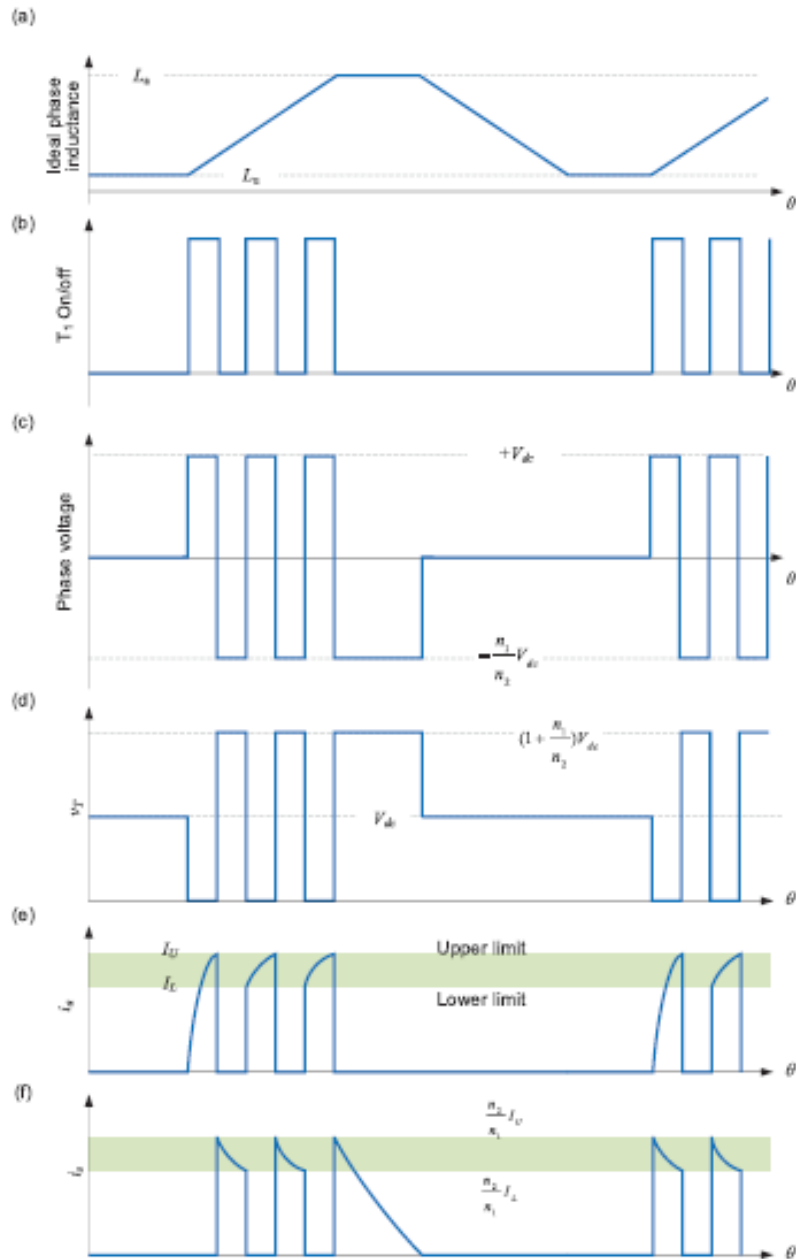 (a)
Ideal phase
inductance
Lₐ
Lᵤ
θ
(b)
T₁ On/off
θ
(c)
Phase voltage
+V_dc
θ
−n₁/n₂ V_dc
(d)
v_T
(1+n₁/n₂)V_dc
V_dc
θ
(e)
I_U
Upper limit
I_L
Lower limit
θ
(f)
n₂/n₁ I_U
n₂/n₁ I_L
θ